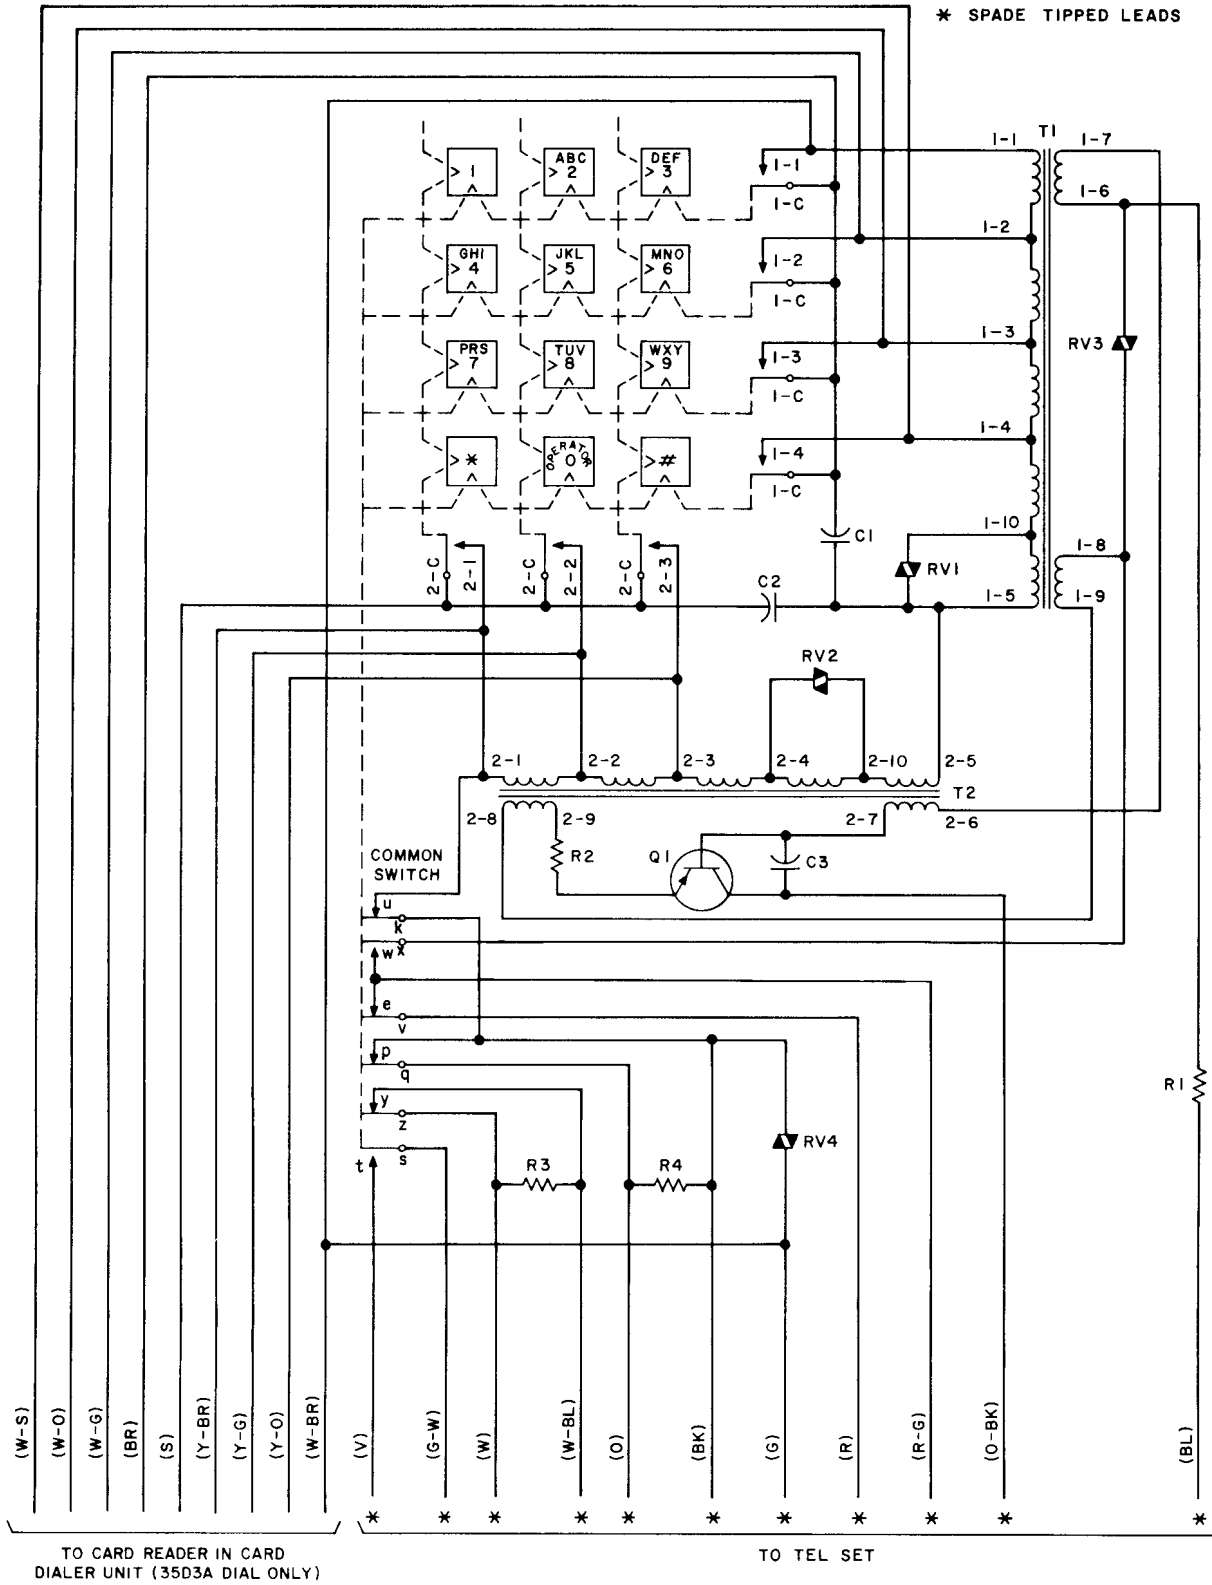 * SPADE TIPPED LEADS
T1
1-1
1-7
1
ABC
2
DEF
3
1-1
1-C
1-6
1-2
GHI
4
JKL
5
MNO
6
1-2
1-C
1-3
RV3
PRS
7
TUV
8
WXY
9
1-3
1-C
1-4
*
OPERATOR
0
#
1-4
1-C
1-10
C1
1-8
2-C
2-1
2-C
2-2
2-C
2-3
C2
RV1
1-5
1-9
RV2
2-1
2-2
2-3
2-4
2-10
2-5
T2
2-8
2-9
2-7
2-6
R2
Q1
C3
COMMON
SWITCH
u
k
w
x
e
v
p
q
y
z
s
t
R1
RV4
R3
R4
(W-S)
(W-O)
(W-G)
(BR)
(S)
(Y-BR)
(Y-G)
(Y-O)
(W-BR)
(V)
(G-W)
(W)
(W-BL)
(O)
(BK)
(G)
(R)
(R-G)
(O-BK)
(BL)
* * * * * * * * * * *
TO CARD READER IN CARD
DIALER UNIT (35D3A DIAL ONLY)
TO TEL SET